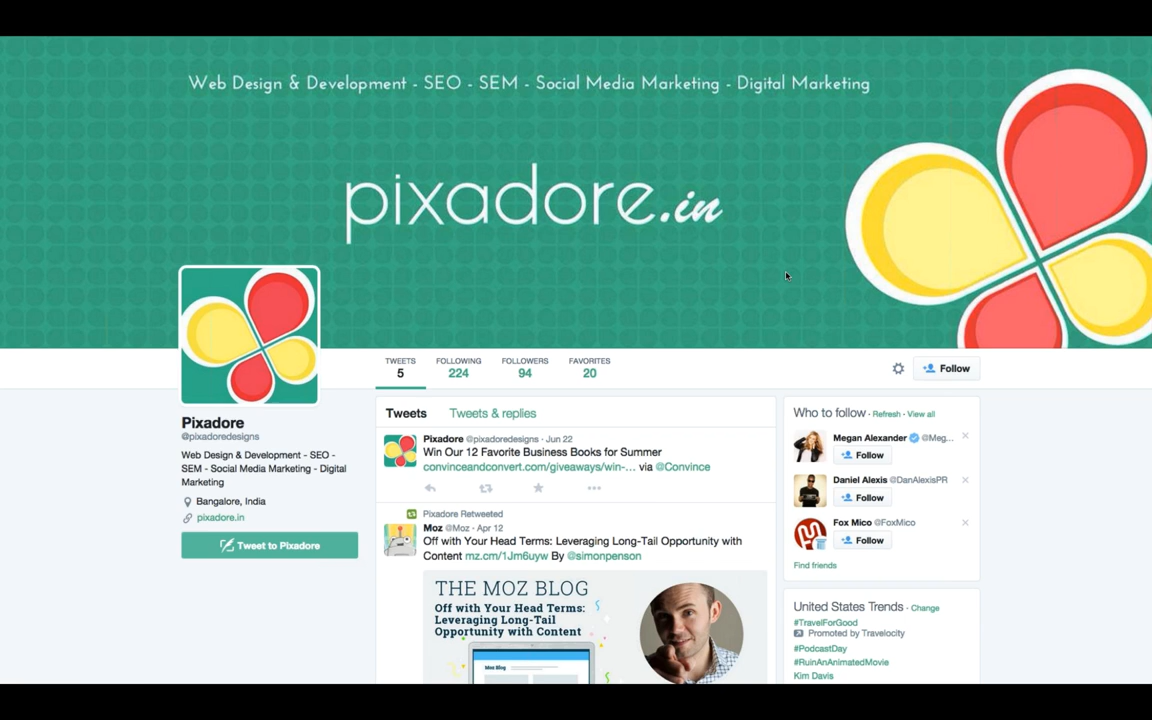 Web Design & Development - SEO - SEM - Social Media Marketing - Digital Marketing
pixadore.in
TWEETS
5
FOLLOWING
224
FOLLOWERS
94
FAVORITES
20
Follow
Pixadore
@pixadoredesigns
Web Design & Development - SEO -
SEM - Social Media Marketing - Digital
Marketing
Bangalore, India
pixadore.in
Tweet to Pixadore
Tweets Tweets & replies
Pixadore @pixadoredesigns · Jun 22
Win Our 12 Favorite Business Books for Summer
convinceandconvert.com/giveaways/win-... via @Convince
Pixadore Retweeted
Moz @Moz · Apr 12
Off with Your Head Terms: Leveraging Long-Tail Opportunity with
Content mz.cm/1Jm6uyw By @simonpenson
THE MOZ BLOG
Off with Your Head Terms:
Leveraging Long-Tail
Opportunity with Content
Moz Blog
Who to follow · Refresh · View all
Megan Alexander @Meg...
Follow
Daniel Alexis @DanAlexisPR
Follow
Fox Mico @FoxMico
Follow
Find friends
United States Trends · Change
#TravelForGood
Promoted by Travelocity
#PodcastDay
#RuinAnAnimatedMovie
Kim Davis